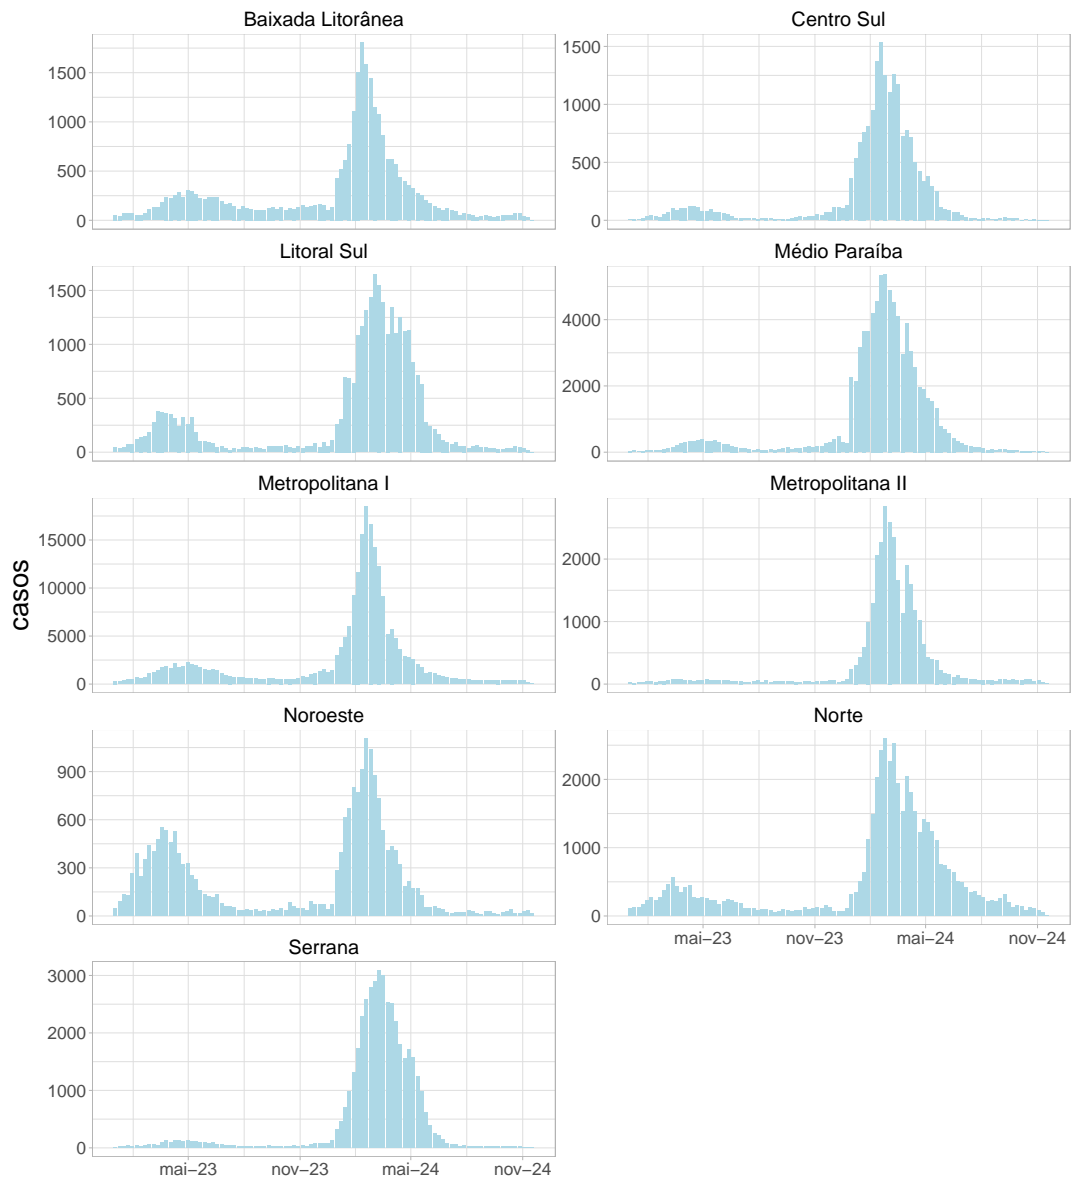 Baixada Litorânea
Centro Sul
1500
1000
500
0
1500
1000
500
0
Litoral Sul
Médio Paraíba
1500
1000
500
0
4000
2000
0
Metropolitana I
Metropolitana II
casos
15000
10000
5000
0
2000
1000
0
Noroeste
Norte
900
600
300
0
2000
1000
0
mai−23
nov−23
mai−24
nov−24
Serrana
3000
2000
1000
0
mai−23
nov−23
mai−24
nov−24